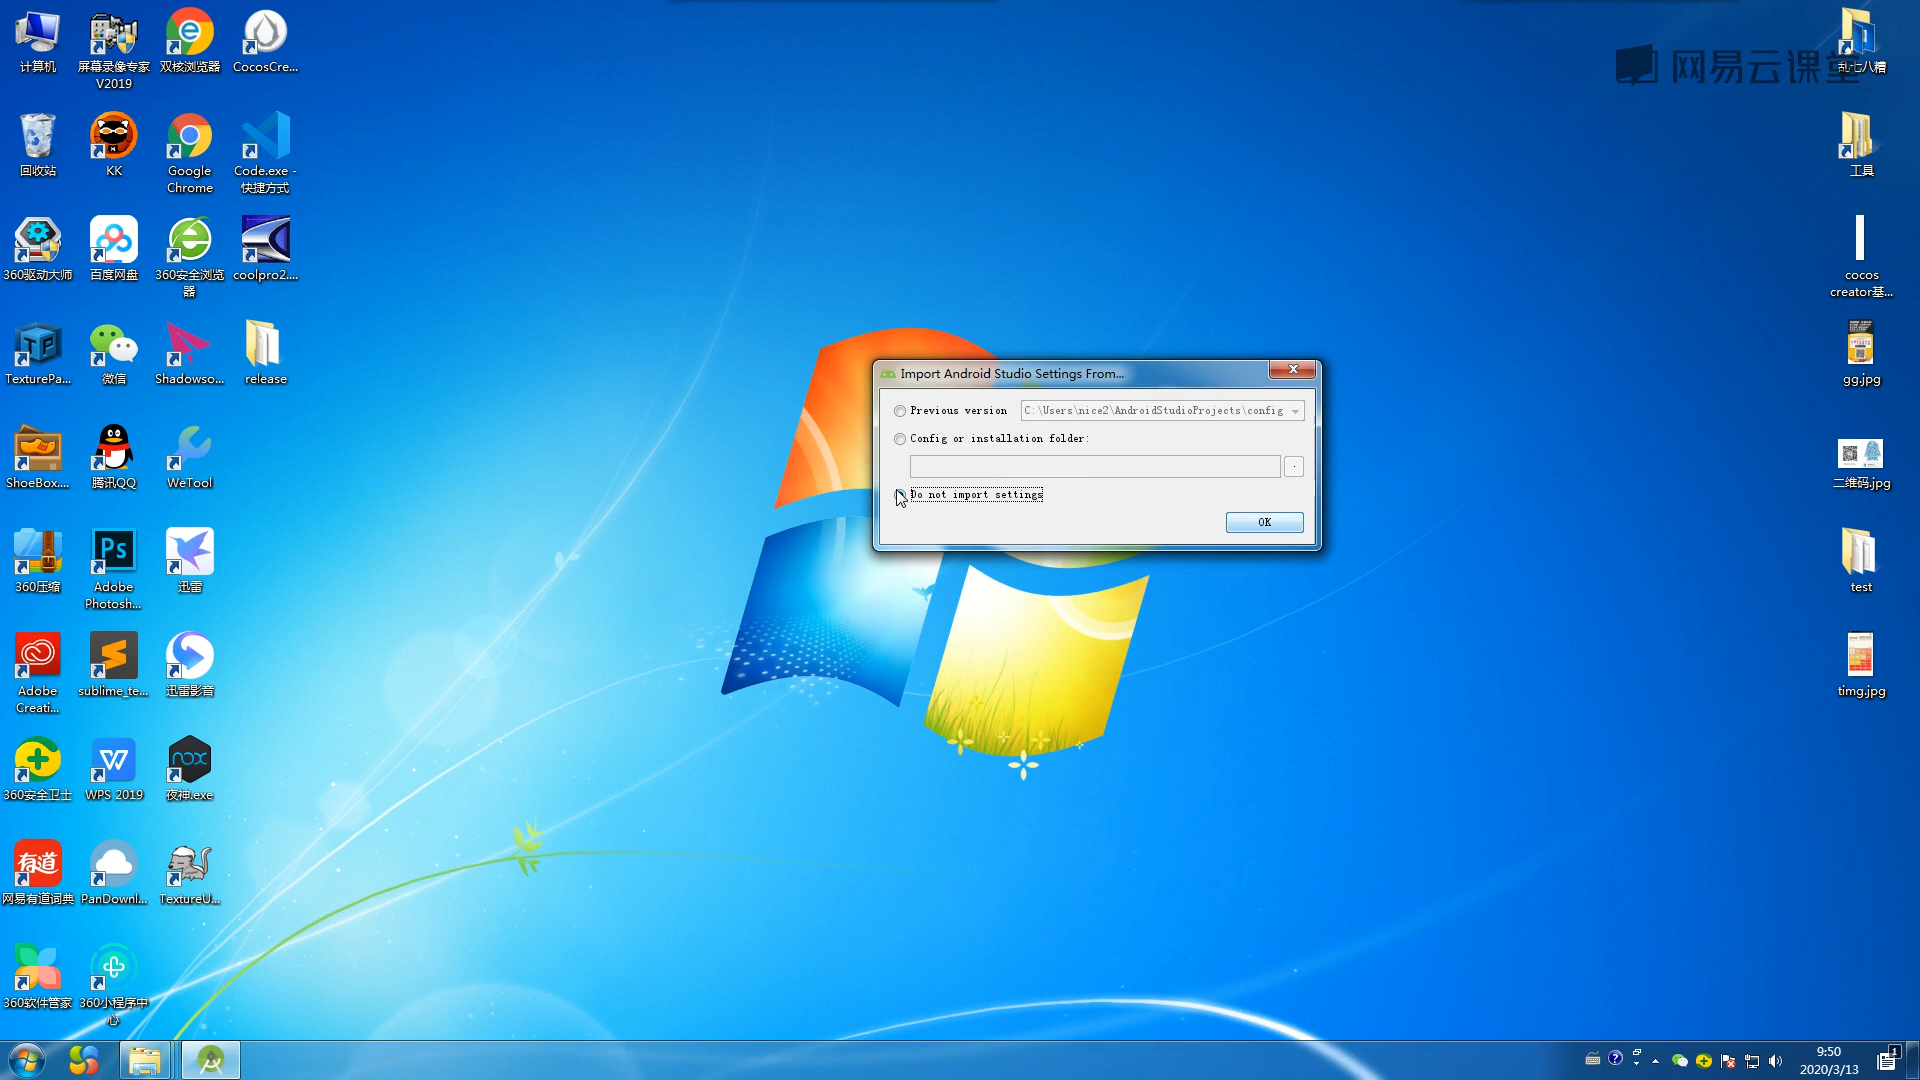 计算机
屏幕录像专家
V2019
双核浏览器
CocosCre...
回收站
KK
Google
Chrome
Code.exe -
快捷方式
360驱动大师
百度网盘
360安全浏览
器
coolpro2....
TexturePa...
微信
Shadowso...
release
ShoeBox....
腾讯QQ
WeTool
360压缩
Ps
Adobe
Photosh...
迅雷
Adobe
Creati...
sublime_te...
迅雷影音
360安全卫士
WPS 2019
nox
夜神.exe
有道
网易有道词典
PanDownl...
TextureU...
360软件管家
360小程序中
心
Import Android Studio Settings From...
Previous version
C:\Users\nice2\AndroidStudioProjects\config
Config or installation folder:
Do not import settings
OK
网易云课堂
乱七八糟
工具
cocos
creator基...
gg.jpg
二维码.jpg
test
timg.jpg
9:50
2020/3/13
1